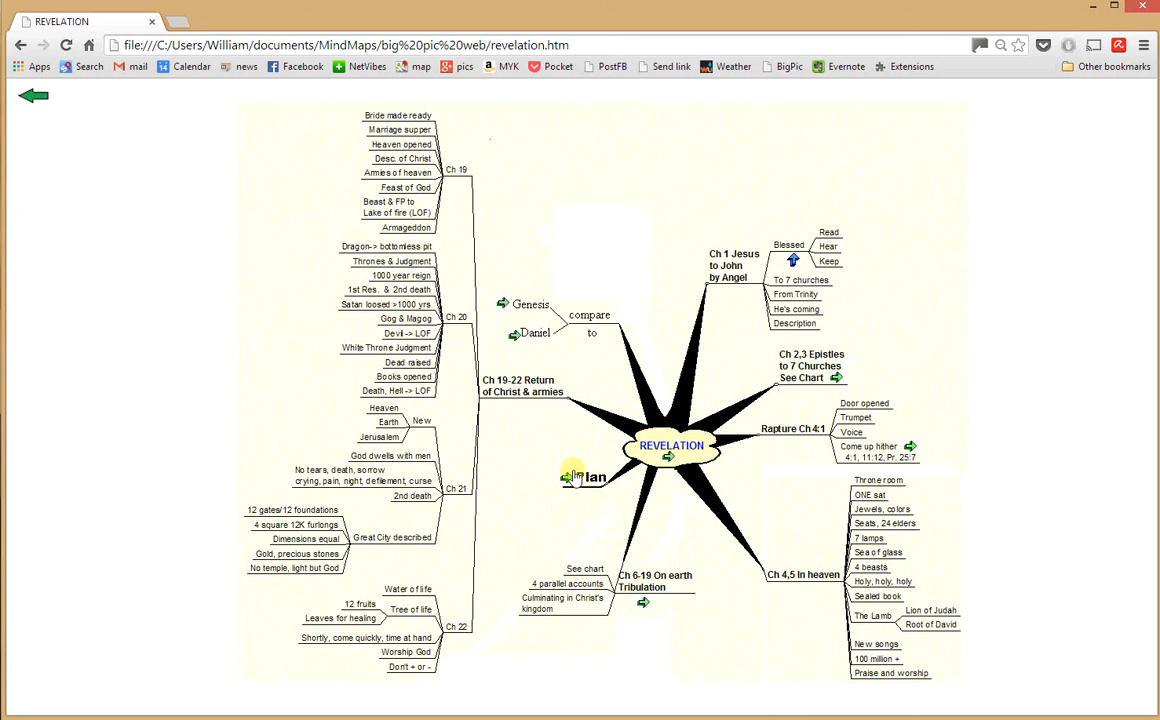 REVELATION
file:///C:/Users/William/documents/MindMaps/big%20pic%20web/revelation.htm
Apps Search mail Calendar news Facebook NetVibes map pics MYK Pocket PostFB Send link Weather BigPic Evernote Extensions Other bookmarks
Bride made ready
Marriage supper
Heaven opened
Desc. of Christ
Armies of heaven
Feast of God
Beast & FP to
Lake of fire (LOF)
Armageddon
Ch 19
Dragon-> bottomless pit
Thrones & Judgment
1000 year reign
1st Res. & 2nd death
Satan loosed >1000 yrs
Gog & Magog
Devil -> LOF
White Throne Judgment
Dead raised
Books opened
Death, Hell -> LOF
Ch 20
Ch 19-22 Return
of Christ & armies
Heaven
Earth
Jerusalem
New
God dwells with men
No tears, death, sorrow
crying, pain, night, defilement, curse
2nd death
Ch 21
12 gates/12 foundations
4 square 12K furlongs
Dimensions equal
Gold, precious stones
No temple, light but God
Great City described
Water of life
12 fruits
Leaves for healing
Tree of life
Shortly, come quickly, time at hand
Worship God
Don't + or -
Ch 22
Genesis
Daniel
compare
to
REVELATION
Plan
See chart
4 parallel accounts
Culminating in Christ's
kingdom
Ch 6-19 On earth
Tribulation
Ch 1 Jesus
to John
by Angel
Blessed
Read
Hear
Keep
To 7 churches
From Trinity
He's coming
Description
Ch 2,3 Epistles
to 7 Churches
See Chart
Rapture Ch 4:1
Door opened
Trumpet
Voice
Come up hither
4:1, 11:12, Pr. 25:7
Ch 4,5 In heaven
Throne room
ONE sat
Jewels, colors
Seats, 24 elders
7 lamps
Sea of glass
4 beasts
Holy, holy, holy
Sealed book
The Lamb
Lion of Judah
Root of David
New songs
100 million +
Praise and worship